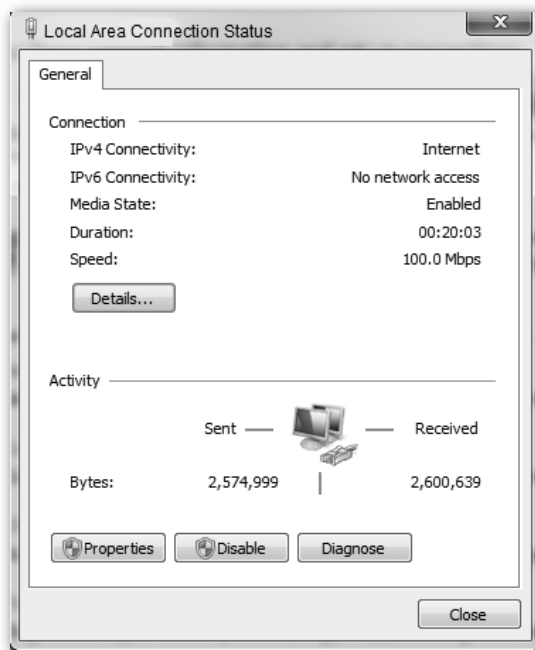 Local Area Connection Status
General
Connection
IPv4 Connectivity: Internet
IPv6 Connectivity: No network access
Media State: Enabled
Duration: 00:20:03
Speed: 100.0 Mbps
Details...
Activity
Sent Received
Bytes: 2,574,999 2,600,639
Properties Disable Diagnose
Close